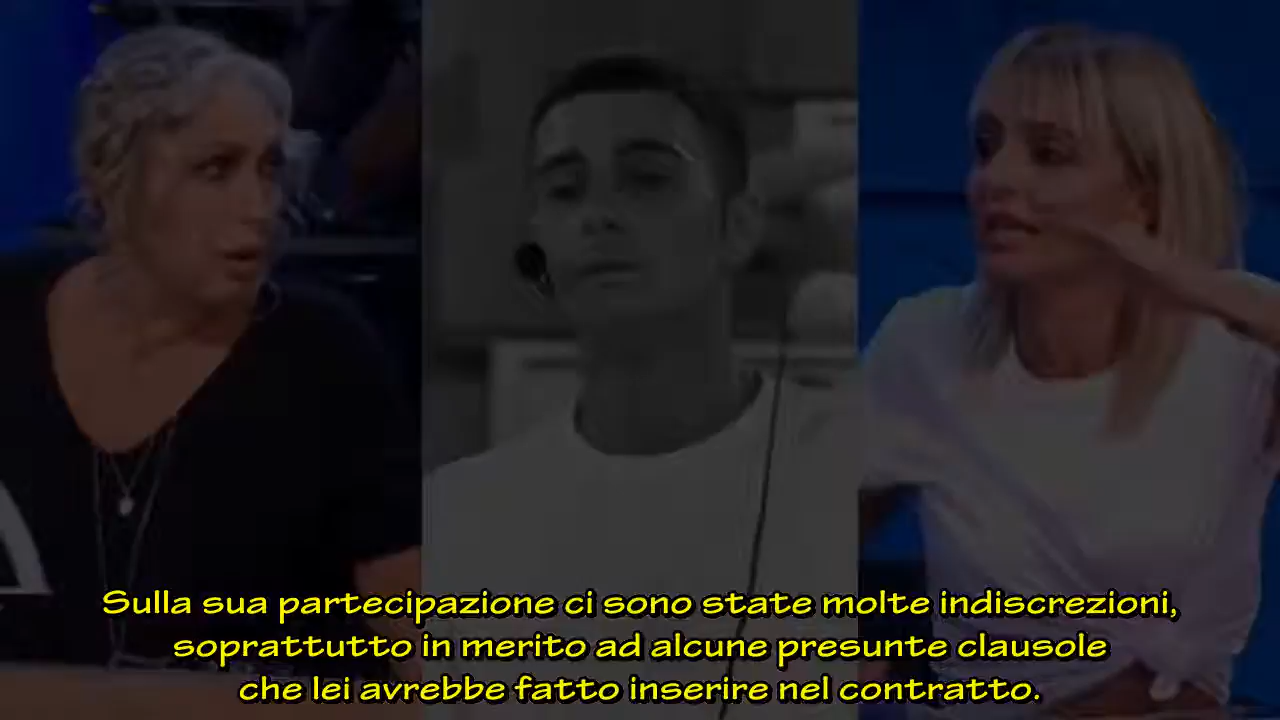 Sulla sua partecipazione ci sono state molte indiscrezioni,
soprattutto in merito ad alcune presunte clausole
che lei avrebbe fatto inserire nel contratto.